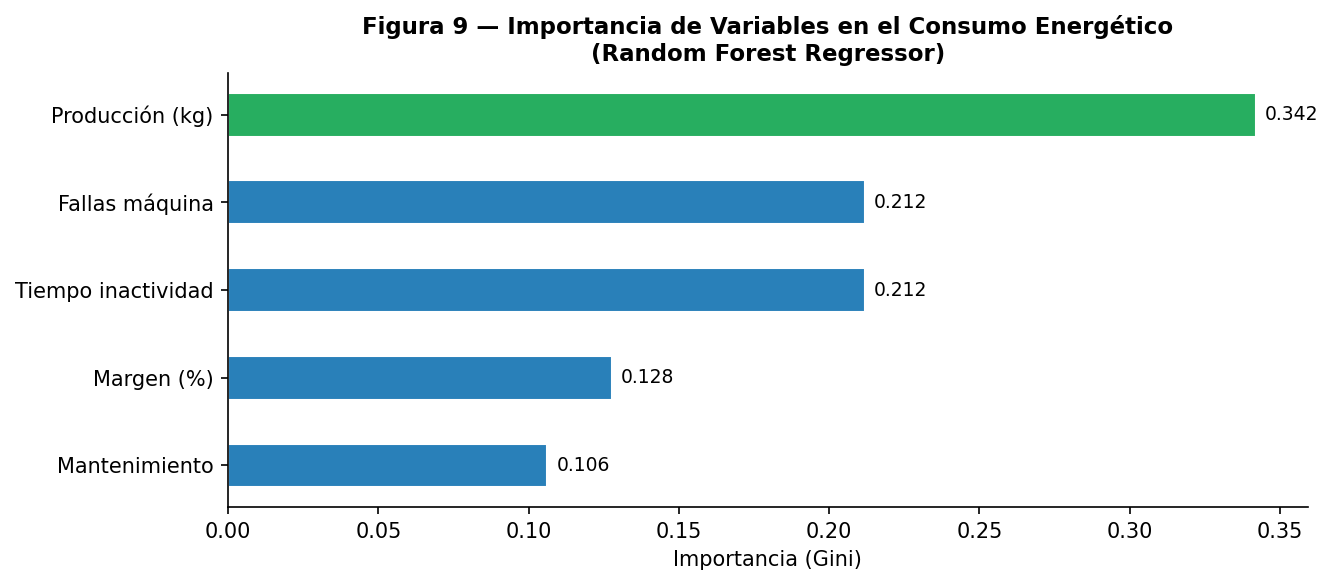 Figura 9 — Importancia de Variables en el Consumo Energético
(Random Forest Regressor)
Producción (kg)
0.342
Fallas máquina
0.212
Tiempo inactividad
0.212
Margen (%)
0.128
Mantenimiento
0.106
0.00 0.05 0.10 0.15 0.20 0.25 0.30 0.35
Importancia (Gini)